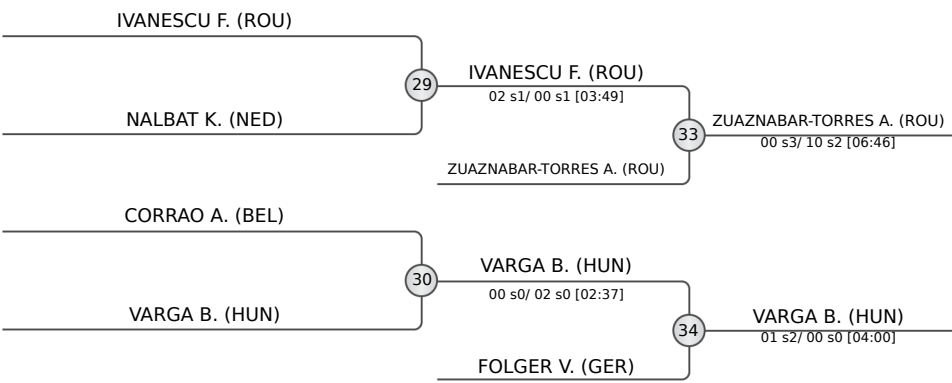 IVANESCU F. (ROU)
NALBAT K. (NED)
29
IVANESCU F. (ROU)
02 s1/ 00 s1 [03:49]
ZUAZNABAR-TORRES A. (ROU)
33
ZUAZNABAR-TORRES A. (ROU)
00 s3/ 10 s2 [06:46]
CORRAO A. (BEL)
VARGA B. (HUN)
30
VARGA B. (HUN)
00 s0/ 02 s0 [02:37]
FOLGER V. (GER)
34
VARGA B. (HUN)
01 s2/ 00 s0 [04:00]